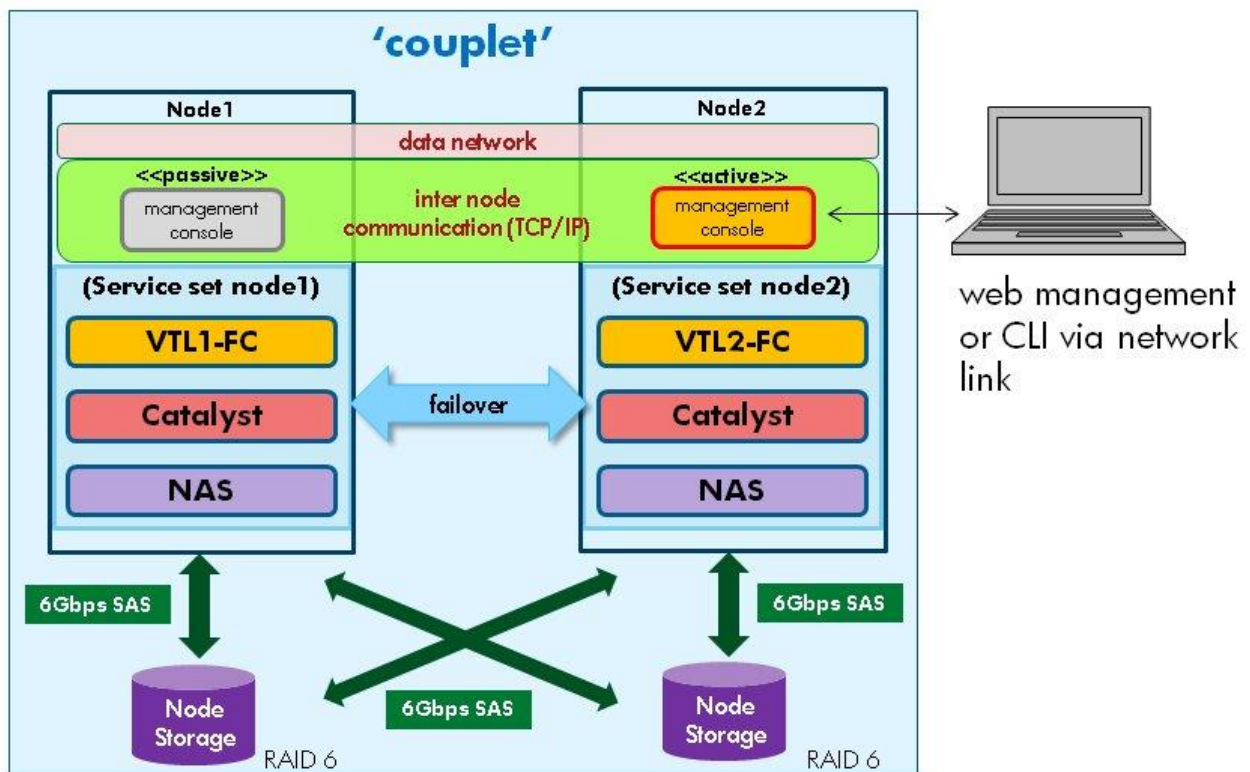 ‘couplet’
Node1
Node2
data network
<<passive>>
<<active>>
management
console
inter node
communication (TCP/IP)
management
console
(Service set node1)
(Service set node2)
web management
or CLI via network
link
VTL1-FC
VTL2-FC
Catalyst
failover
Catalyst
NAS
NAS
6Gbps SAS
6Gbps SAS
6Gbps SAS
Node
Storage
RAID 6
Node
Storage
RAID 6